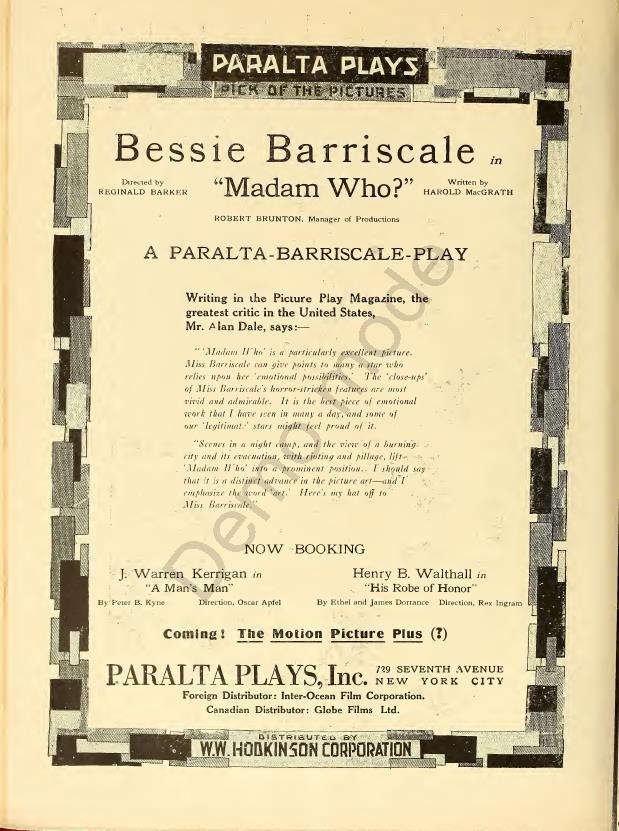 PARALTA PLAYS
PICK OF THE PICTURES
Bessie Barriscale in
Directed by
REGINALD BARKER
"Madam Who?"
Written by
HAROLD MacGRATH
ROBERT BRUNTON, Manager of Productions
A PARALTA-BARRISCALE-PLAY
Writing in the Picture Play Magazine, the
greatest critic in the United States,
Mr. Alan Dale, says:—
"'Madam Who' is a particularly excellent picture.
Miss Barriscale can give points to many a star who
relies upon her 'emotional possibilities.' The 'close-ups'
of Miss Barriscale's horror-stricken features are most
vivid and admirable. It is the best piece of emotional
work that I have seen in many a day, and some of
our 'legitimate' stars might feel proud of it.
"Scenes in a night camp, and the view of a burning
city and its evacuation, with rioting and pillage, lift
'Madam Who' into a prominent position. I should say
that it is a distinct advance in the picture art—and I
emphasize the word 'art.' Here's my hat off to
Miss Barriscale."
NOW BOOKING
J. Warren Kerrigan in
"A Man's Man"
By Peter B. Kyne Direction, Oscar Apfel
Henry B. Walthall in
"His Robe of Honor"
By Ethel and James Dorrance Direction, Rex Ingram
Coming! The Motion Picture Plus (?)
PARALTA PLAYS, Inc. 729 SEVENTH AVENUE
NEW YORK CITY
Foreign Distributor: Inter-Ocean Film Corporation.
Canadian Distributor: Globe Films Ltd.
DISTRIBUTED BY
W.W. HODKINSON CORPORATION
Demo mode